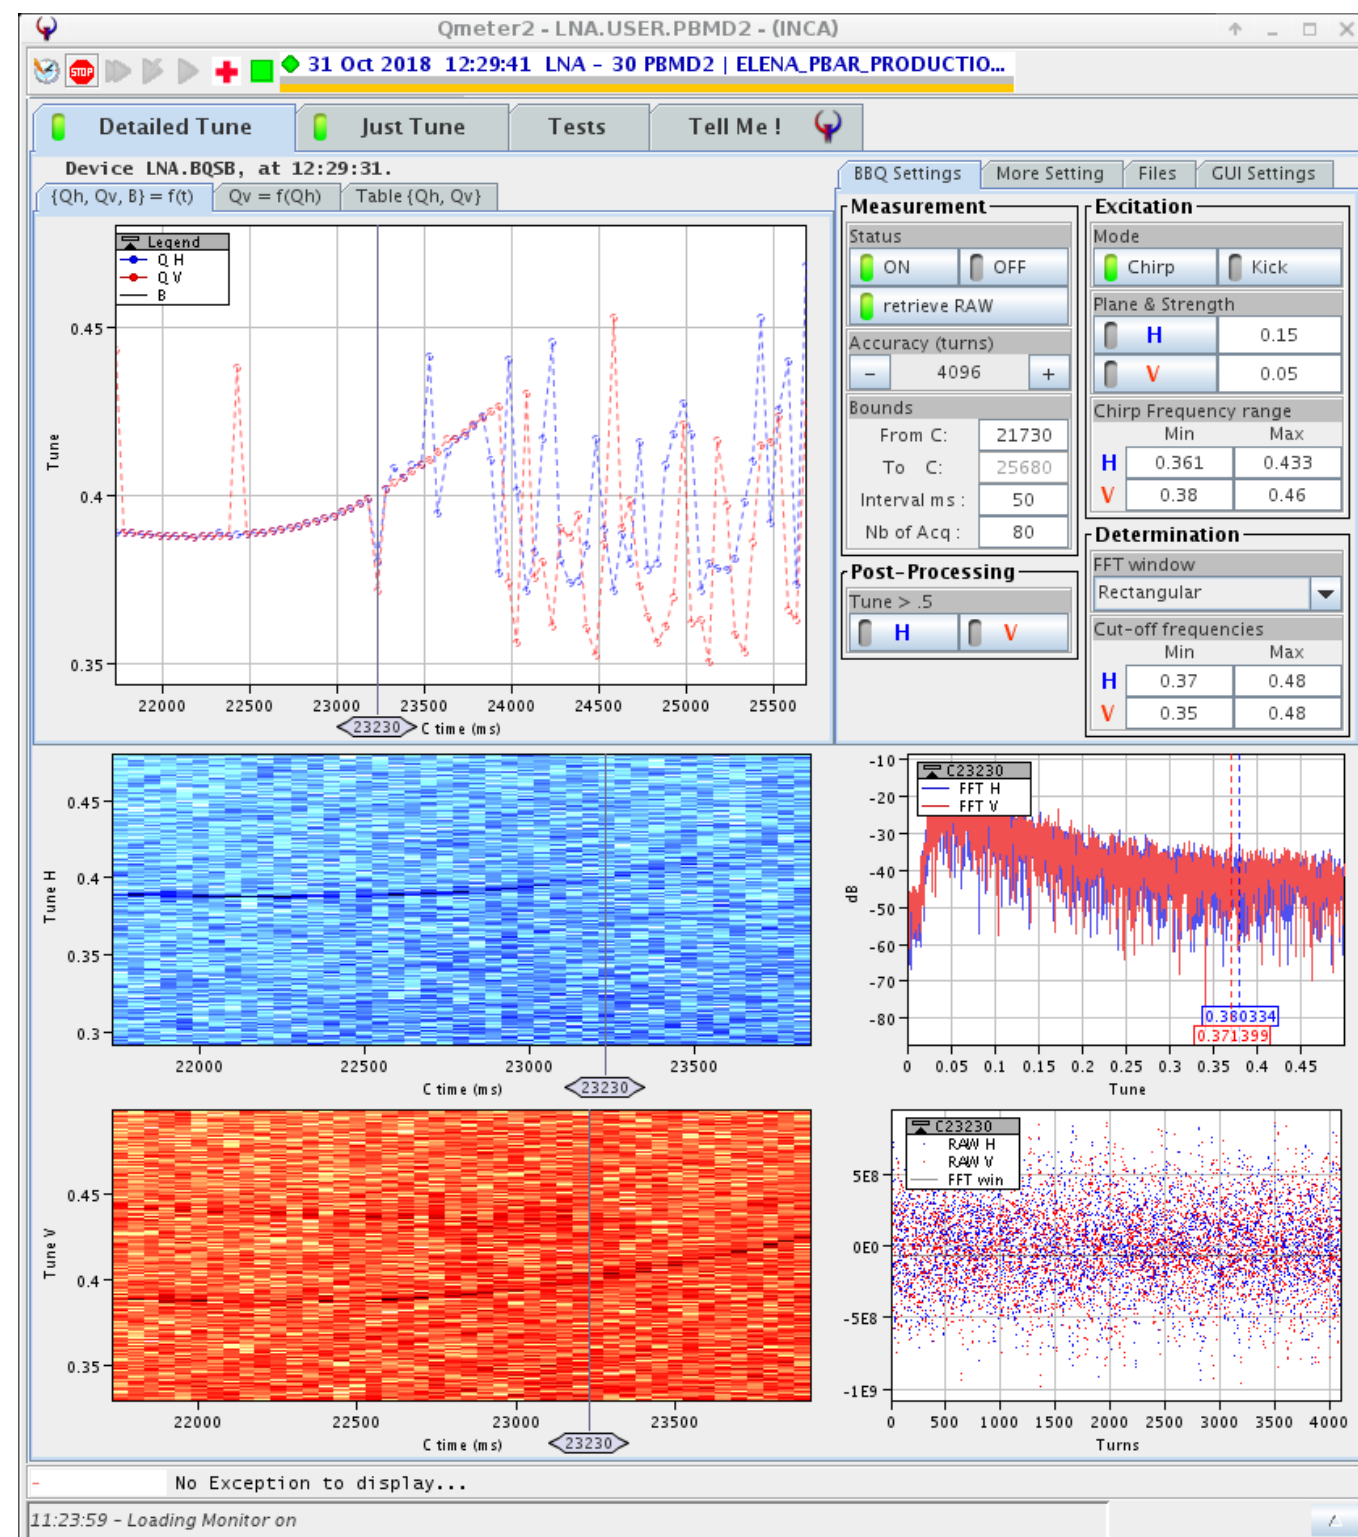 Qmeter2 - LNA.USER.PBMD2 - (INCA)
STOP
31 Oct 2018 12:29:41 LNA - 30 PBMD2 | ELENA_PBAR_PRODUCTIO...
Detailed Tune
Just Tune
Tests
Tell Me !
Device LNA.BQSB, at 12:29:31.
{Qh, Qv, B} = f(t)
Qv = f(Qh)
Table {Qh, Qv}
Legend
Q H
Q V
B
Tune
0.45
0.4
0.35
22000 22500 23000 23500 24000 24500 25000 25500
23230
C time (ms)
BBQ Settings
More Setting
Files
GUI Settings
Measurement
Status
ON
OFF
retrieve RAW
Accuracy (turns)
- 4096 +
Bounds
From C: 21730
To C: 25680
Interval ms : 50
Nb of Acq : 80
Post-Processing
Tune > .5
H
V
Excitation
Mode
Chirp
Kick
Plane & Strength
H 0.15
V 0.05
Chirp Frequency range
Min Max
H 0.361 0.433
V 0.38 0.46
Determination
FFT window
Rectangular
Cut-off frequencies
Min Max
H 0.37 0.48
V 0.35 0.48
Tune H
0.45
0.4
0.35
0.3
22000 22500 23000 23500
C time (ms)
23230
C23230
FFT H
FFT V
dB
-10
-20
-30
-40
-50
-60
-70
-80
0.380334
0.371399
0 0.05 0.1 0.15 0.2 0.25 0.3 0.35 0.4 0.45
Tune
Tune V
0.45
0.4
0.35
22000 22500 23000 23500
C time (ms)
23230
C23230
RAW H
RAW V
FFT win
5E8
0E0
-5E8
-1E9
0 500 1000 1500 2000 2500 3000 3500 4000
Turns
- No Exception to display...
11:23:59 - Loading Monitor on